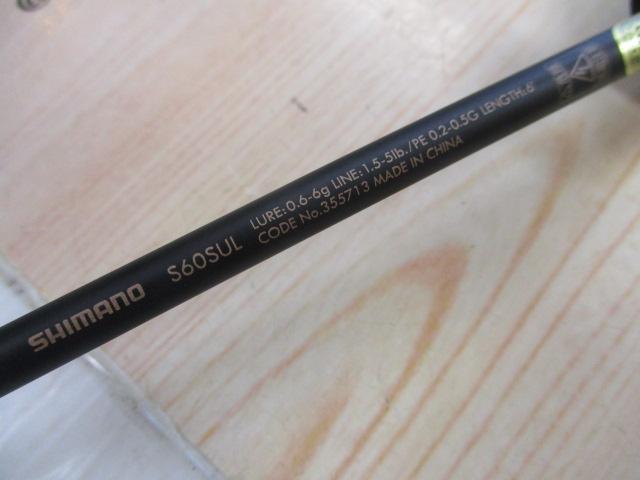 SHIMANO S60SUL
LURE: 0.6-6g LINE: 1.5-5lb./PE 0.2-0.5G LENGTH: 6'
CODE No.355713 MADE IN CHINA